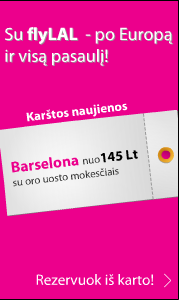 Su flyLAL - po Europą
ir visą pasaulį!
Karštos naujienos
Barselona nuo 145 Lt
su oro uosto mokesčiais
Rezervuok iš karto!